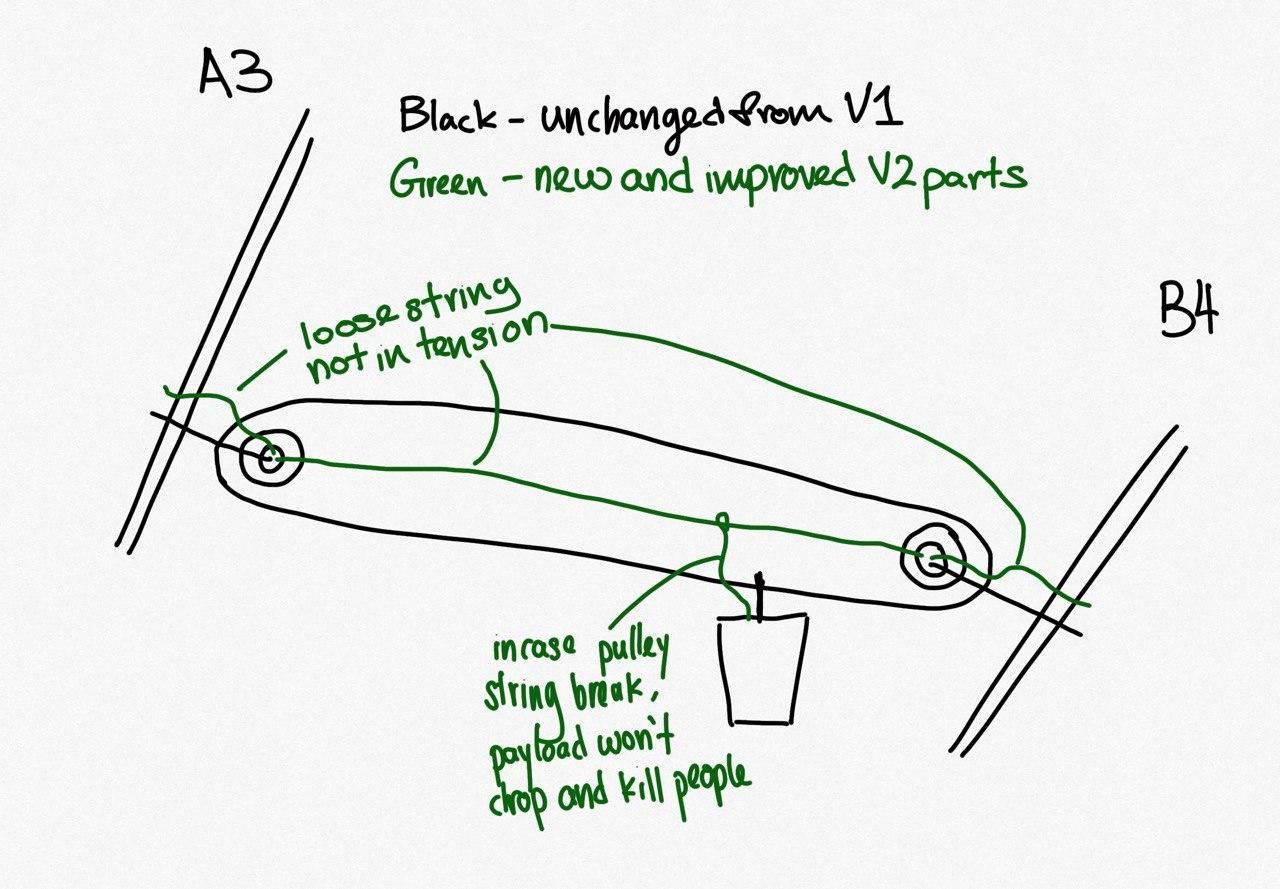 A3
Black - unchanged from V1
Green - new and improved V2 parts
B4
loose string
not in tension
incase pulley
string break,
payload won't
drop and kill people